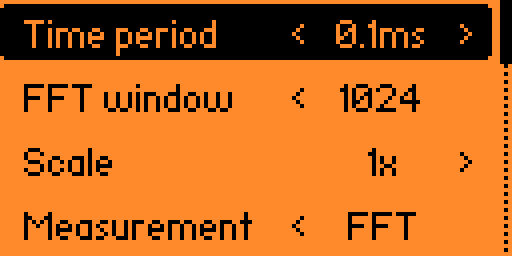 Time period < 0.1ms >
FFT window < 1024
Scale 1x >
Measurement < FFT